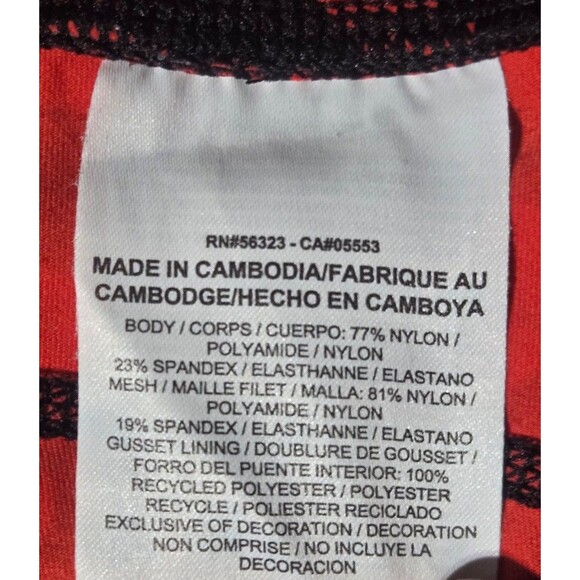 RN#56323 - CA#05553
MADE IN CAMBODIA/FABRIQUE AU
CAMBODGE/HECHO EN CAMBOYA
BODY / CORPS / CUERPO: 77% NYLON /
POLYAMIDE / NYLON
23% SPANDEX / ELASTHANNE / ELASTANO
MESH / MAILLE FILET / MALLA: 81% NYLON /
POLYAMIDE / NYLON
19% SPANDEX / ELASTHANNE / ELASTANO
GUSSET LINING / DOUBLURE DE GOUSSET /
FORRO DEL PUENTE INTERIOR: 100%
RECYCLED POLYESTER / POLYESTER
RECYCLE / POLIESTER RECICLADO
EXCLUSIVE OF DECORATION / DECORATION
NON COMPRISE / NO INCLUYE LA
DECORACION